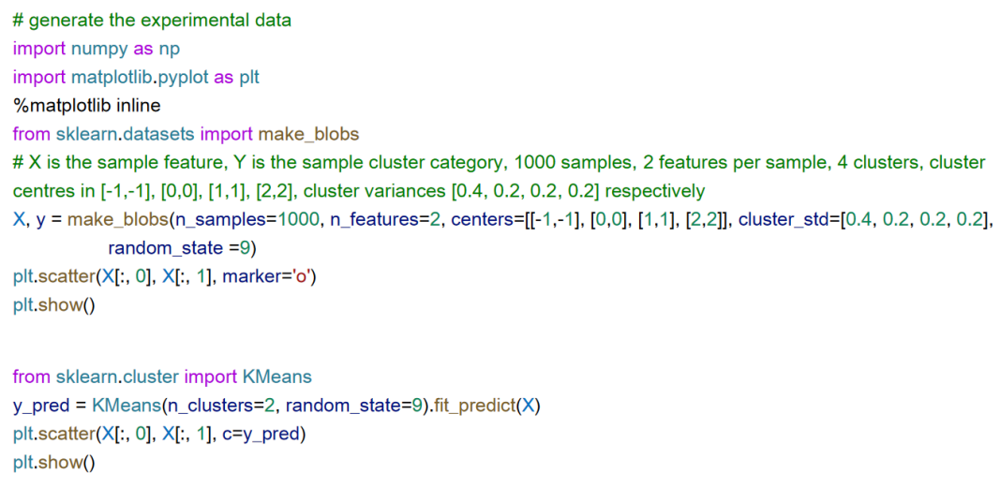 # generate the experimental data
import numpy as np
import matplotlib.pyplot as plt
%matplotlib inline
from sklearn.datasets import make_blobs
# X is the sample feature, Y is the sample cluster category, 1000 samples, 2 features per sample, 4 clusters, cluster
centres in [-1,-1], [0,0], [1,1], [2,2], cluster variances [0.4, 0.2, 0.2, 0.2] respectively
X, y = make_blobs(n_samples=1000, n_features=2, centers=[[-1,-1], [0,0], [1,1], [2,2]], cluster_std=[0.4, 0.2, 0.2, 0.2],
random_state =9)
plt.scatter(X[:, 0], X[:, 1], marker='o')
plt.show()
from sklearn.cluster import KMeans
y_pred = KMeans(n_clusters=2, random_state=9).fit_predict(X)
plt.scatter(X[:, 0], X[:, 1], c=y_pred)
plt.show()